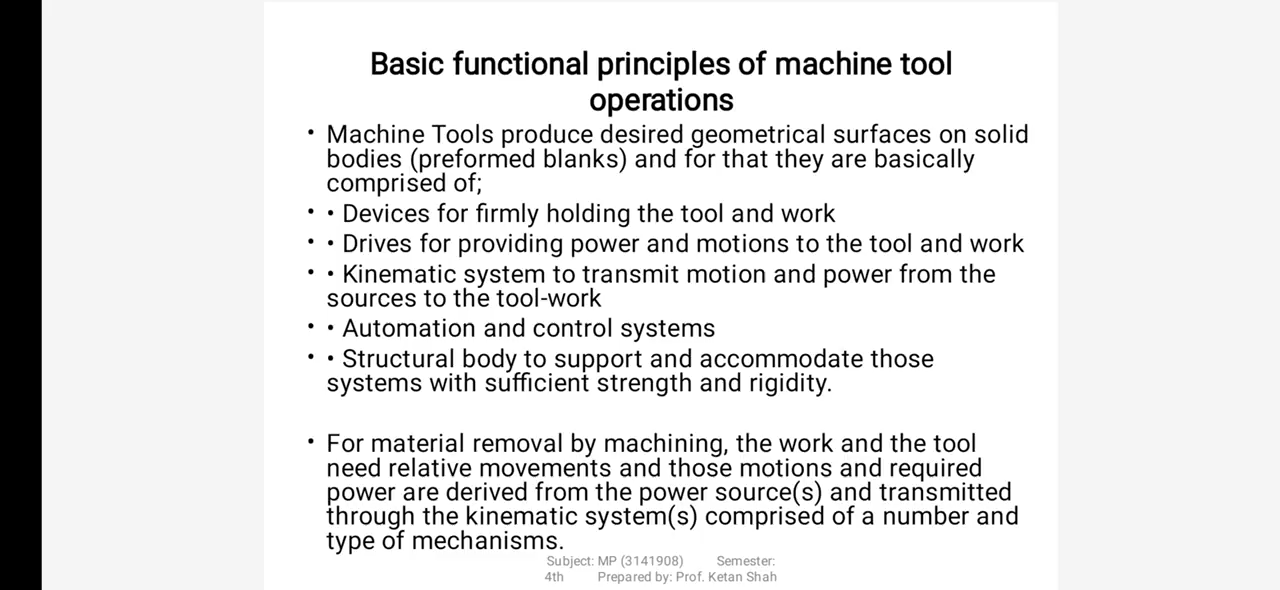 Basic functional principles of machine tool
operations
• Machine Tools produce desired geometrical surfaces on solid
bodies (preformed blanks) and for that they are basically
comprised of;
• • Devices for firmly holding the tool and work
• • Drives for providing power and motions to the tool and work
• • Kinematic system to transmit motion and power from the
sources to the tool-work
• • Automation and control systems
• • Structural body to support and accommodate those
systems with sufficient strength and rigidity.
• For material removal by machining, the work and the tool
need relative movements and those motions and required
power are derived from the power source(s) and transmitted
through the kinematic system(s) comprised of a number and
type of mechanisms.
Subject: MP (3141908) Semester:
4th Prepared by: Prof. Ketan Shah